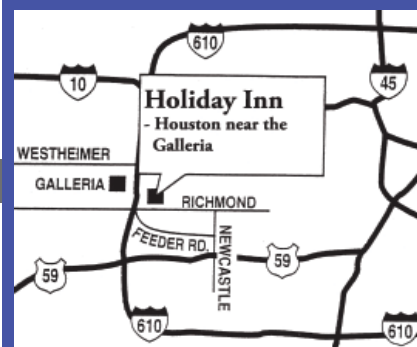 610
10
45
Holiday Inn
- Houston near the
Galleria
WESTHEIMER
GALLERIA
RICHMOND
FEEDER RD.
NEWCASTLE
59
59
610
610